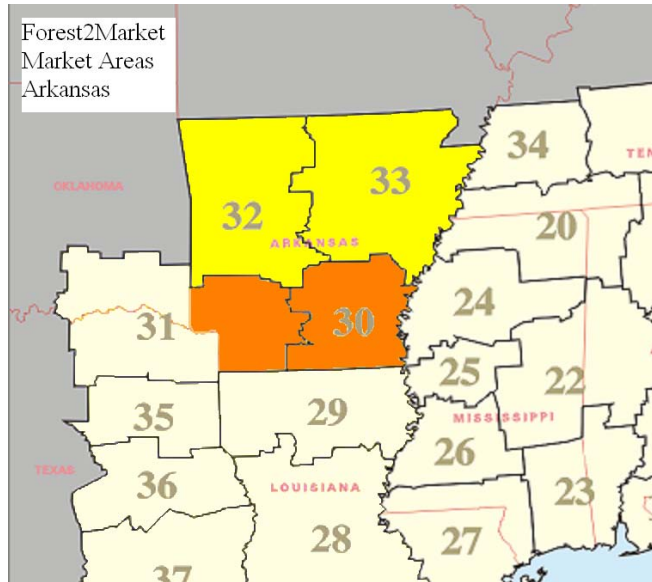 Forest2Market
Market Areas
Arkansas
34
TEN
33
OKLAHOMA
32
20
ARKANSAS
24
31
30
25
22
29
35
MISSISSIPPI
26
TEXAS
36
LOUISIANA
23
28
27
37